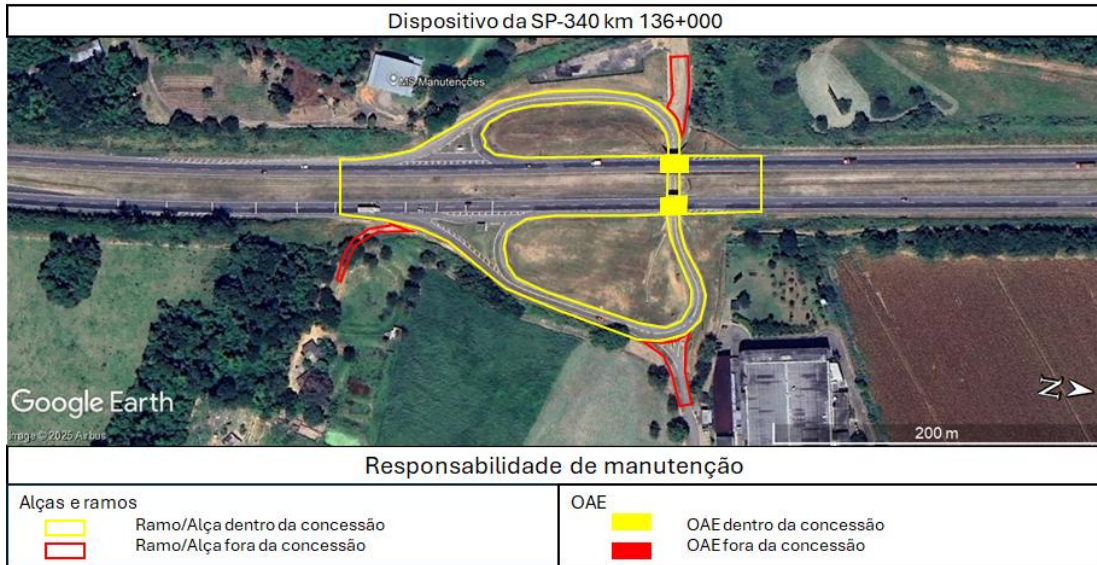 Dispositivo da SP-340 km 136+000
MS Manutenções
Google Earth
Image © 2025 Airbus
N
200 m
Responsabilidade de manutenção
Alças e ramos
Ramo/Alça dentro da concessão
Ramo/Alça fora da concessão
OAE
OAE dentro da concessão
OAE fora da concessão